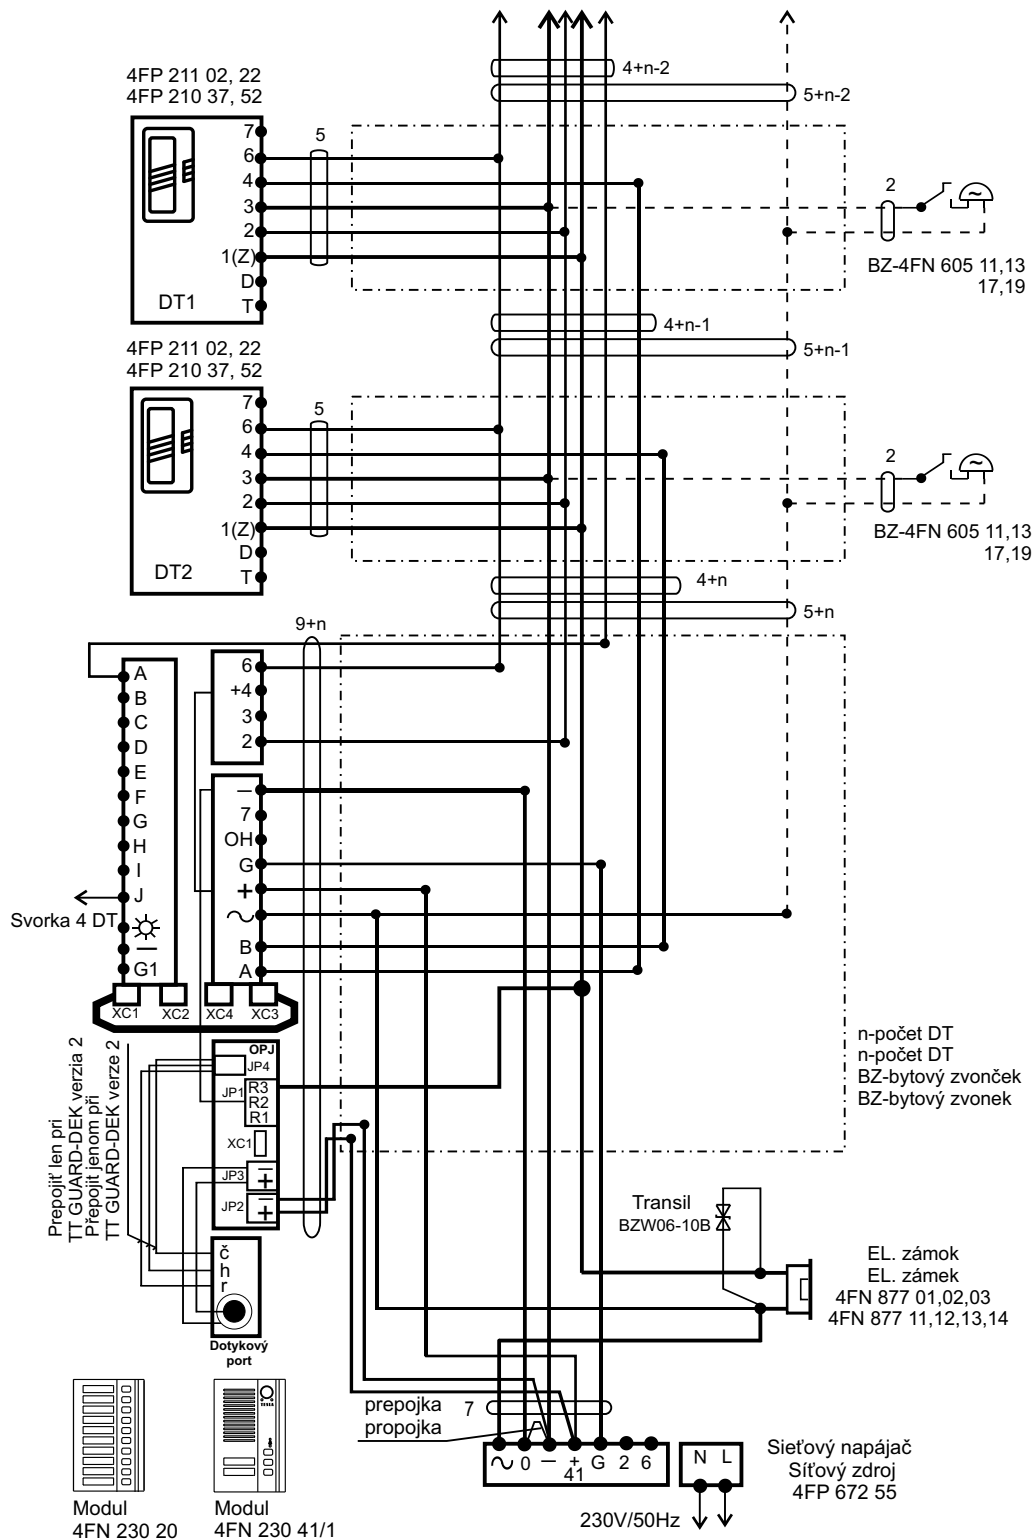 4+n-2
5+n-2
4FP 211 02, 22
4FP 210 37, 52
7
6
4
3
2
1(Z)
D
T
DT1
5
2
BZ-4FN 605 11,13
17,19
4+n-1
5+n-1
4FP 211 02, 22
4FP 210 37, 52
7
6
4
3
2
1(Z)
D
T
DT2
5
2
BZ-4FN 605 11,13
17,19
4+n
5+n
9+n
A
B
C
D
E
F
G
H
I
J
—
G1
Svorka 4 DT
6
+4
3
2
—
7
OH
G
+
~
B
A
XC1
XC2
XC4
XC3
OPJ
JP4
JP1
R3
R2
R1
XC1
JP3
— +
JP2
— +
Prepojiť len pri
TT GUARD-DEK verzia 2
Přepojit jenom při
TT GUARD-DEK verze 2
č
h
r
Dotykový
port
n-počet DT
n-počet DT
BZ-bytový zvonček
BZ-bytový zvonek
Transil
BZW06-10B
EL. zámok
EL. zámek
4FN 877 01,02,03
4FN 877 11,12,13,14
prepojka
propojka
7
~ 0 — + G 2 6
41
N L
230V/50Hz
Sieťový napájač
Síťový zdroj
4FP 672 55
Modul
4FN 230 20
TESLA
Modul
4FN 230 41/1